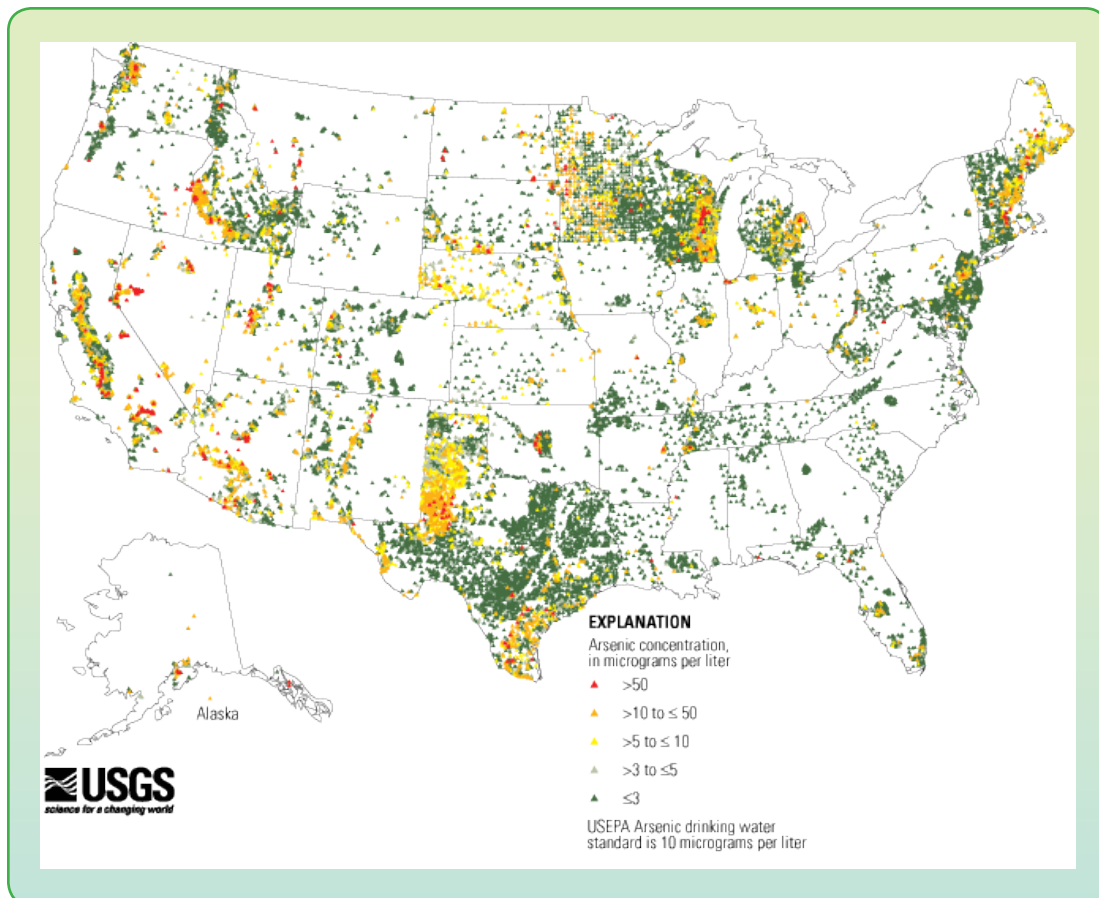 EXPLANATION
Arsenic concentration,
in micrograms per liter
>50
>10 to ≤ 50
>5 to ≤ 10
>3 to ≤5
≤3
USEPA Arsenic drinking water
standard is 10 micrograms per liter
Alaska
USGS
science for a changing world